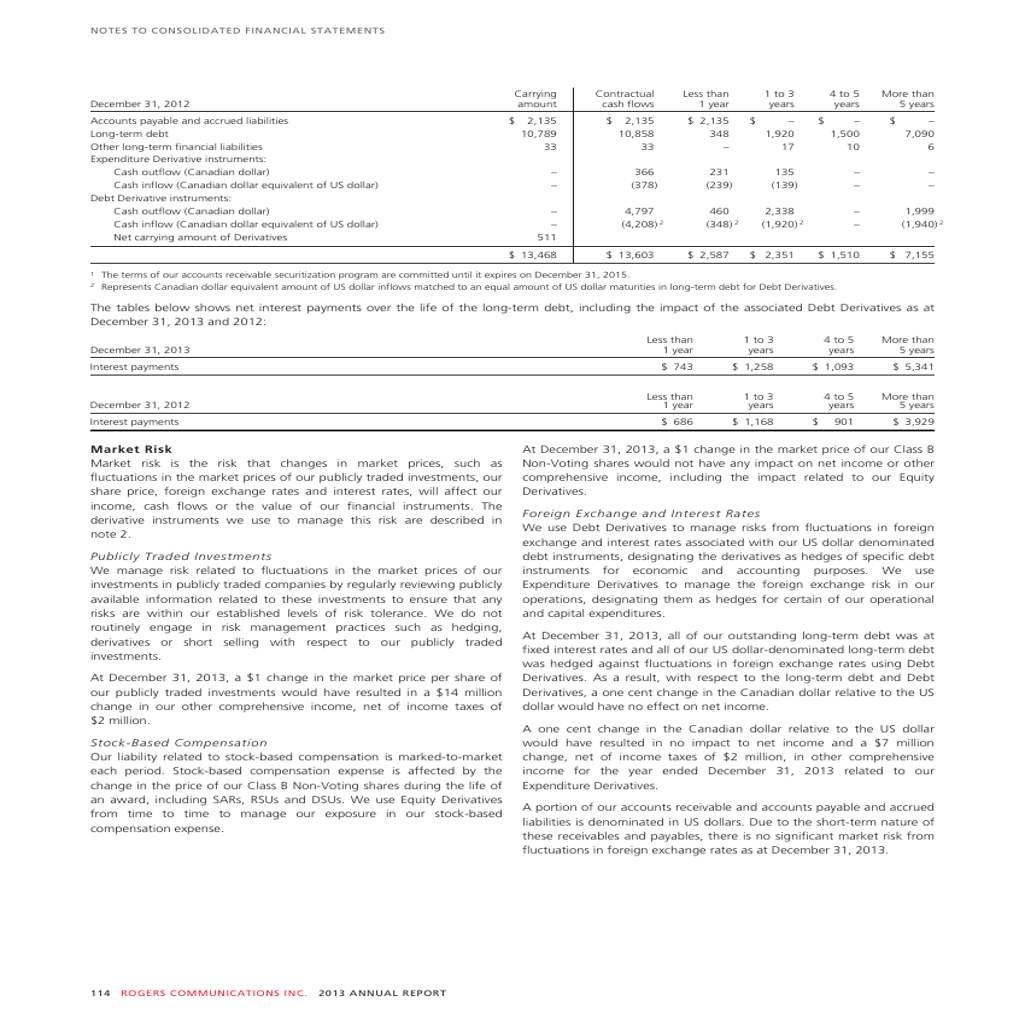 NOTES TO CONSOLIDATED FINANCIAL STATEMENTS
Carrying Contractual Less than 1 to 3 4 to 5 More than
December 31, 2012 amount cash flows 1 year years years 5 years
Accounts payable and accrued liabilities $ 2,135 $ 2,135 $ 2,135 $ – $ – $ –
Long-term debt 10,789 10,858 348 1,920 1,500 7,090
Other long-term financial liabilities 33 33 – 17 10 6
Expenditure Derivative instruments:
Cash outflow (Canadian dollar) – 366 231 135 – –
Cash inflow (Canadian dollar equivalent of US dollar) – (378) (239) (139) – –
Debt Derivative instruments:
Cash outflow (Canadian dollar) – 4,797 460 2,338 – 1,999
Cash inflow (Canadian dollar equivalent of US dollar) – (4,208) 2 (348) 2 (1,920) 2 – (1,940) 2
Net carrying amount of Derivatives 511
$ 13,468 $ 13,603 $ 2,587 $ 2,351 $ 1,510 $ 7,155
1 The terms of our accounts receivable securitization program are committed until it expires on December 31, 2015.
2 Represents Canadian dollar equivalent amount of US dollar inflows matched to an equal amount of US dollar maturities in long-term debt for Debt Derivatives.
The tables below shows net interest payments over the life of the long-term debt, including the impact of the associated Debt Derivatives as at
December 31, 2013 and 2012:
Less than 1 to 3 4 to 5 More than
December 31, 2013 1 year years years 5 years
Interest payments $ 743 $ 1,258 $ 1,093 $ 5,341
Less than 1 to 3 4 to 5 More than
December 31, 2012 1 year years years 5 years
Interest payments $ 686 $ 1,168 $ 901 $ 3,929
Market Risk
Market risk is the risk that changes in market prices, such as
fluctuations in the market prices of our publicly traded investments, our
share price, foreign exchange rates and interest rates, will affect our
income, cash flows or the value of our financial instruments. The
derivative instruments we use to manage this risk are described in
note 2.
Publicly Traded Investments
We manage risk related to fluctuations in the market prices of our
investments in publicly traded companies by regularly reviewing publicly
available information related to these investments to ensure that any
risks are within our established levels of risk tolerance. We do not
routinely engage in risk management practices such as hedging,
derivatives or short selling with respect to our publicly traded
investments.
At December 31, 2013, a $1 change in the market price per share of
our publicly traded investments would have resulted in a $14 million
change in our other comprehensive income, net of income taxes of
$2 million.
Stock-Based Compensation
Our liability related to stock-based compensation is marked-to-market
each period. Stock-based compensation expense is affected by the
change in the price of our Class B Non-Voting shares during the life of
an award, including SARs, RSUs and DSUs. We use Equity Derivatives
from time to time to manage our exposure in our stock-based
compensation expense.
At December 31, 2013, a $1 change in the market price of our Class B
Non-Voting shares would not have any impact on net income or other
comprehensive income, including the impact related to our Equity
Derivatives.
Foreign Exchange and Interest Rates
We use Debt Derivatives to manage risks from fluctuations in foreign
exchange and interest rates associated with our US dollar denominated
debt instruments, designating the derivatives as hedges of specific debt
instruments for economic and accounting purposes. We use
Expenditure Derivatives to manage the foreign exchange risk in our
operations, designating them as hedges for certain of our operational
and capital expenditures.
At December 31, 2013, all of our outstanding long-term debt was at
fixed interest rates and all of our US dollar-denominated long-term debt
was hedged against fluctuations in foreign exchange rates using Debt
Derivatives. As a result, with respect to the long-term debt and Debt
Derivatives, a one cent change in the Canadian dollar relative to the US
dollar would have no effect on net income.
A one cent change in the Canadian dollar relative to the US dollar
would have resulted in no impact to net income and a $7 million
change, net of income taxes of $2 million, in other comprehensive
income for the year ended December 31, 2013 related to our
Expenditure Derivatives.
A portion of our accounts receivable and accounts payable and accrued
liabilities is denominated in US dollars. Due to the short-term nature of
these receivables and payables, there is no significant market risk from
fluctuations in foreign exchange rates as at December 31, 2013.
114 ROGERS COMMUNICATIONS INC. 2013 ANNUAL REPORT